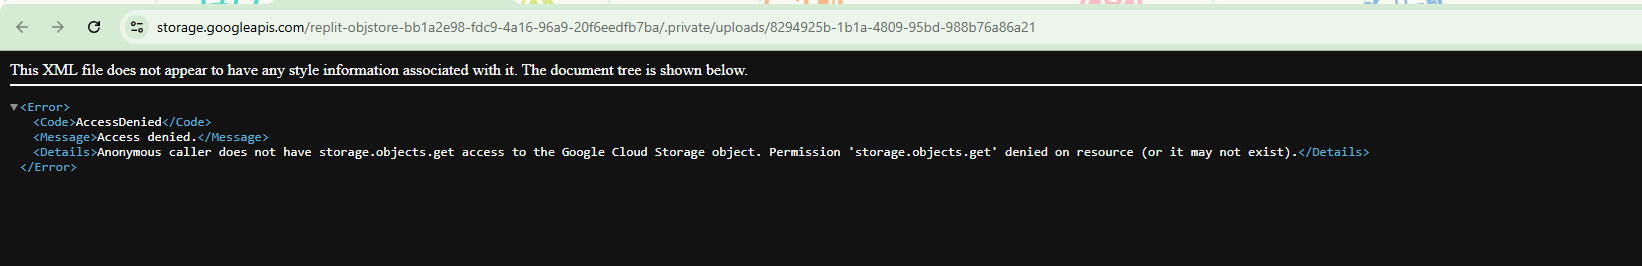 storage.googleapis.com/replit-objstore-bb1a2e98-fdc9-4a16-96a9-20f6eedfb7ba/.private/uploads/8294925b-1b1a-4809-95bd-988b76a86a21
This XML file does not appear to have any style information associated with it. The document tree is shown below.
<Error>
<Code>AccessDenied</Code>
<Message>Access denied.</Message>
<Details>Anonymous caller does not have storage.objects.get access to the Google Cloud Storage object. Permission 'storage.objects.get' denied on resource (or it may not exist).</Details>
</Error>